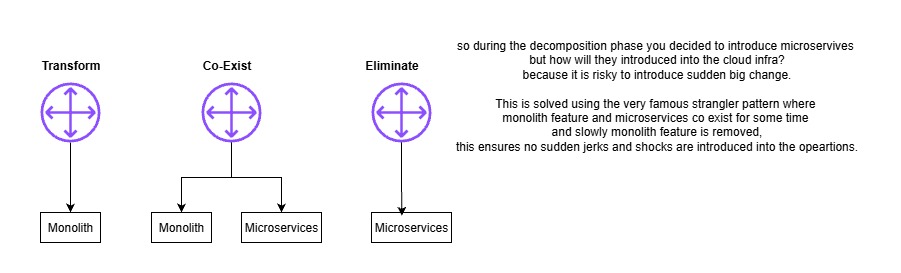 Transform
Co-Exist
Eliminate
Monolith
Monolith
Microservices
Microservices
so during the decomposition phase you decided to introduce microservives
but how will they introduced into the cloud infra?
because it is risky to introduce sudden big change.
This is solved using the very famous strangler pattern where
monolith feature and microservices co exist for some time
and slowly monolith feature is removed,
this ensures no sudden jerks and shocks are introduced into the opeartions.